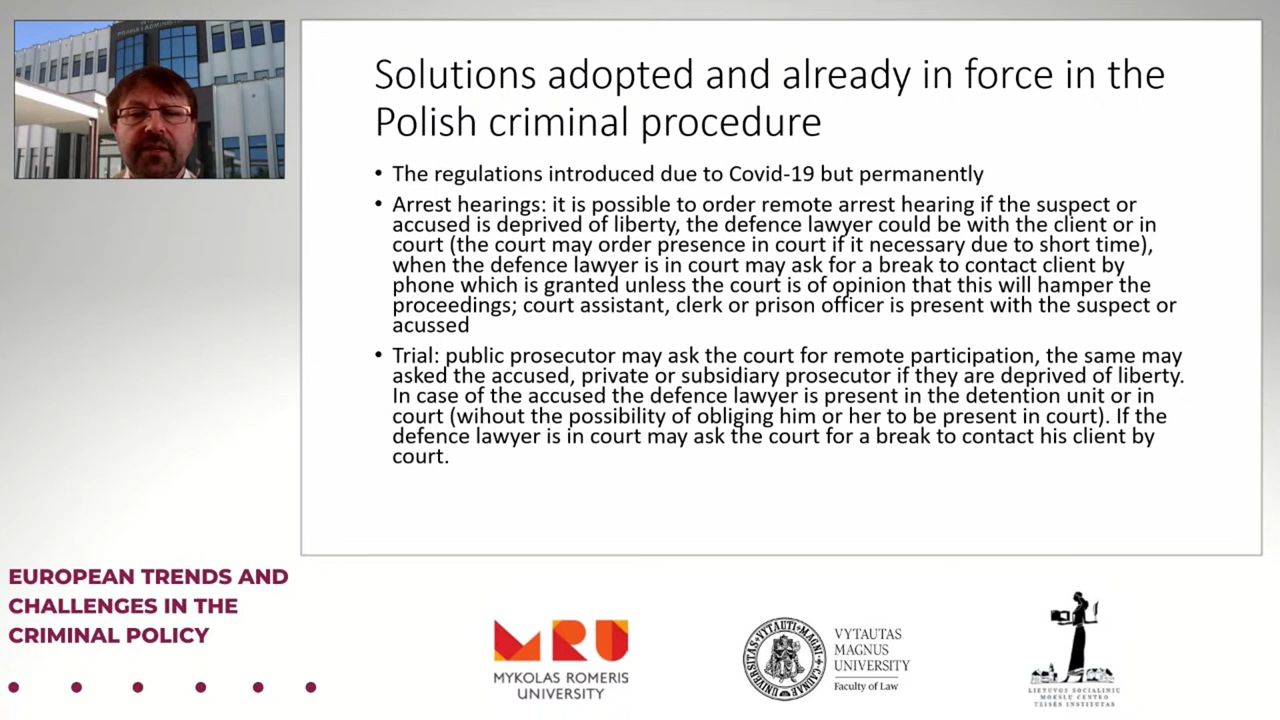 PRAWA I ADMINIS
Solutions adopted and already in force in the
Polish criminal procedure
• The regulations introduced due to Covid-19 but permanently
• Arrest hearings: it is possible to order remote arrest hearing if the suspect or
accused is deprived of liberty, the defence lawyer could be with the client or in
court (the court may order presence in court if it necessary due to short time),
when the defence lawyer is in court may ask for a break to contact client by
phone which is granted unless the court is of opinion that this will hamper the
proceedings; court assistant, clerk or prison officer is present with the suspect or
acussed
• Trial: public prosecutor may ask the court for remote participation, the same may
asked the accused, private or subsidiary prosecutor if they are deprived of liberty.
In case of the accused the defence lawyer is present in the detention unit or in
court (wihout the possibility of obliging him or her to be present in court). If the
defence lawyer is in court may ask the court for a break to contact his client by
court.
EUROPEAN TRENDS AND
CHALLENGES IN THE
CRIMINAL POLICY
MRU
MYKOLAS ROMERIS
UNIVERSITY
VYTAUTAS
MAGNUS
UNIVERSITY
Faculty of Law
LIETUVOS SOCIALINIŲ
MOKSLŲ CENTRO
TEISĖS INSTITUTAS